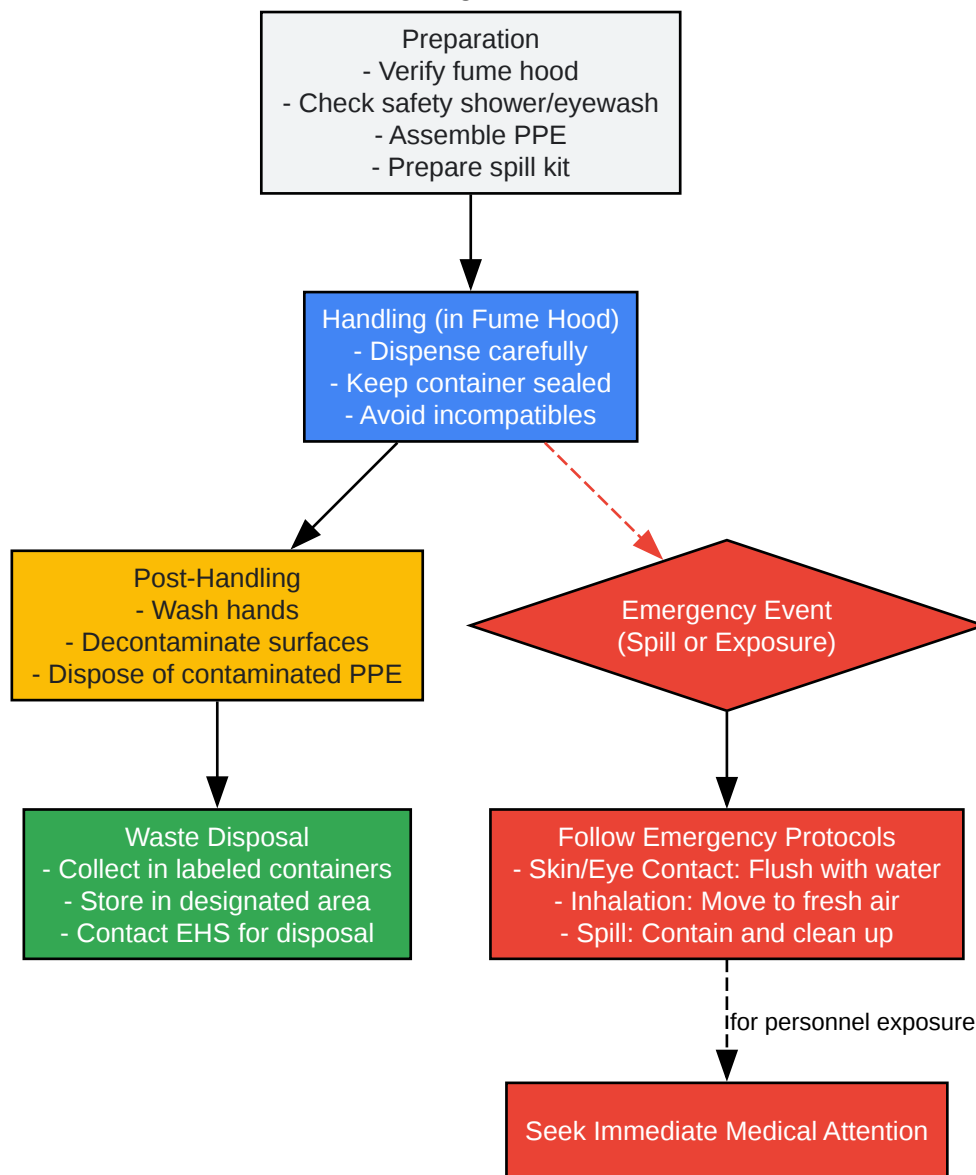 Preparation
- Verify fume hood
- Check safety shower/eyewash
- Assemble PPE
- Prepare spill kit
Handling (in Fume Hood)
- Dispense carefully
- Keep container sealed
- Avoid incompatibles
Post-Handling
- Wash hands
- Decontaminate surfaces
- Dispose of contaminated PPE
Emergency Event
(Spill or Exposure)
Waste Disposal
- Collect in labeled containers
- Store in designated area
- Contact EHS for disposal
Follow Emergency Protocols
- Skin/Eye Contact: Flush with water
- Inhalation: Move to fresh air
- Spill: Contain and clean up
for personnel exposure
Seek Immediate Medical Attention